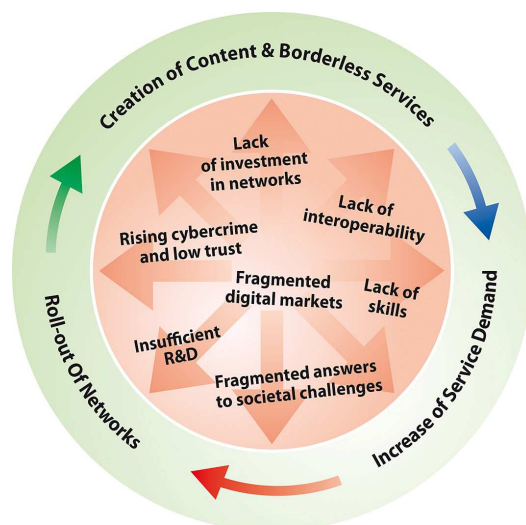 Creation of Content & Borderless Services
Lack
of investment
in networks
Lack of
interoperability
Rising cybercrime
and low trust
Fragmented
digital markets
Lack of
skills
Insufficient
R&D
Fragmented answers
to societal challenges
Increase of Service Demand
Roll-out Of Networks